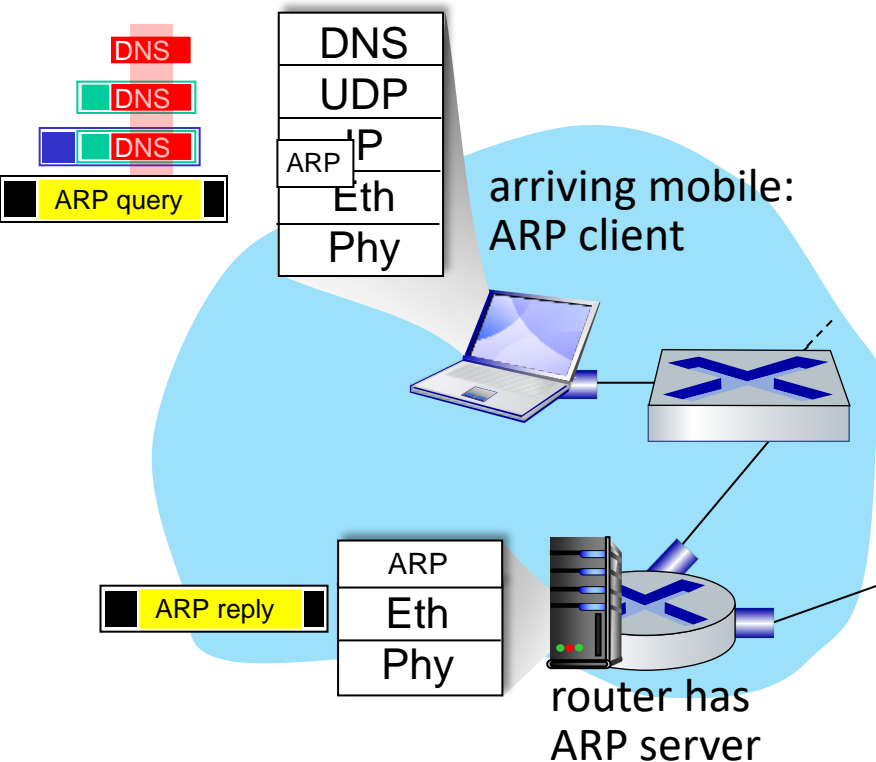 DNS
DNS
DNS
ARP query
DNS
UDP
IP
ARP
Eth
Phy
arriving mobile:
ARP client
ARP reply
ARP
Eth
Phy
router has
ARP server